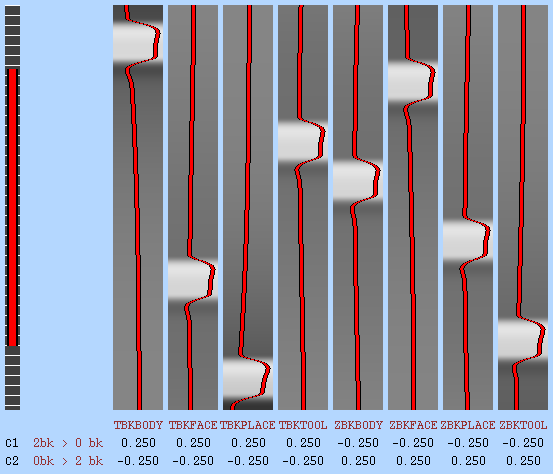 TBKBODY TBKFACE TBKPLACE TBKTOOL ZBKBODY ZBKFACE ZBKPLACE ZBKTOOL
C1 2bk > 0 bk 0.250 0.250 0.250 0.250 -0.250 -0.250 -0.250 -0.250
C2 0bk > 2 bk -0.250 -0.250 -0.250 -0.250 0.250 0.250 0.250 0.250